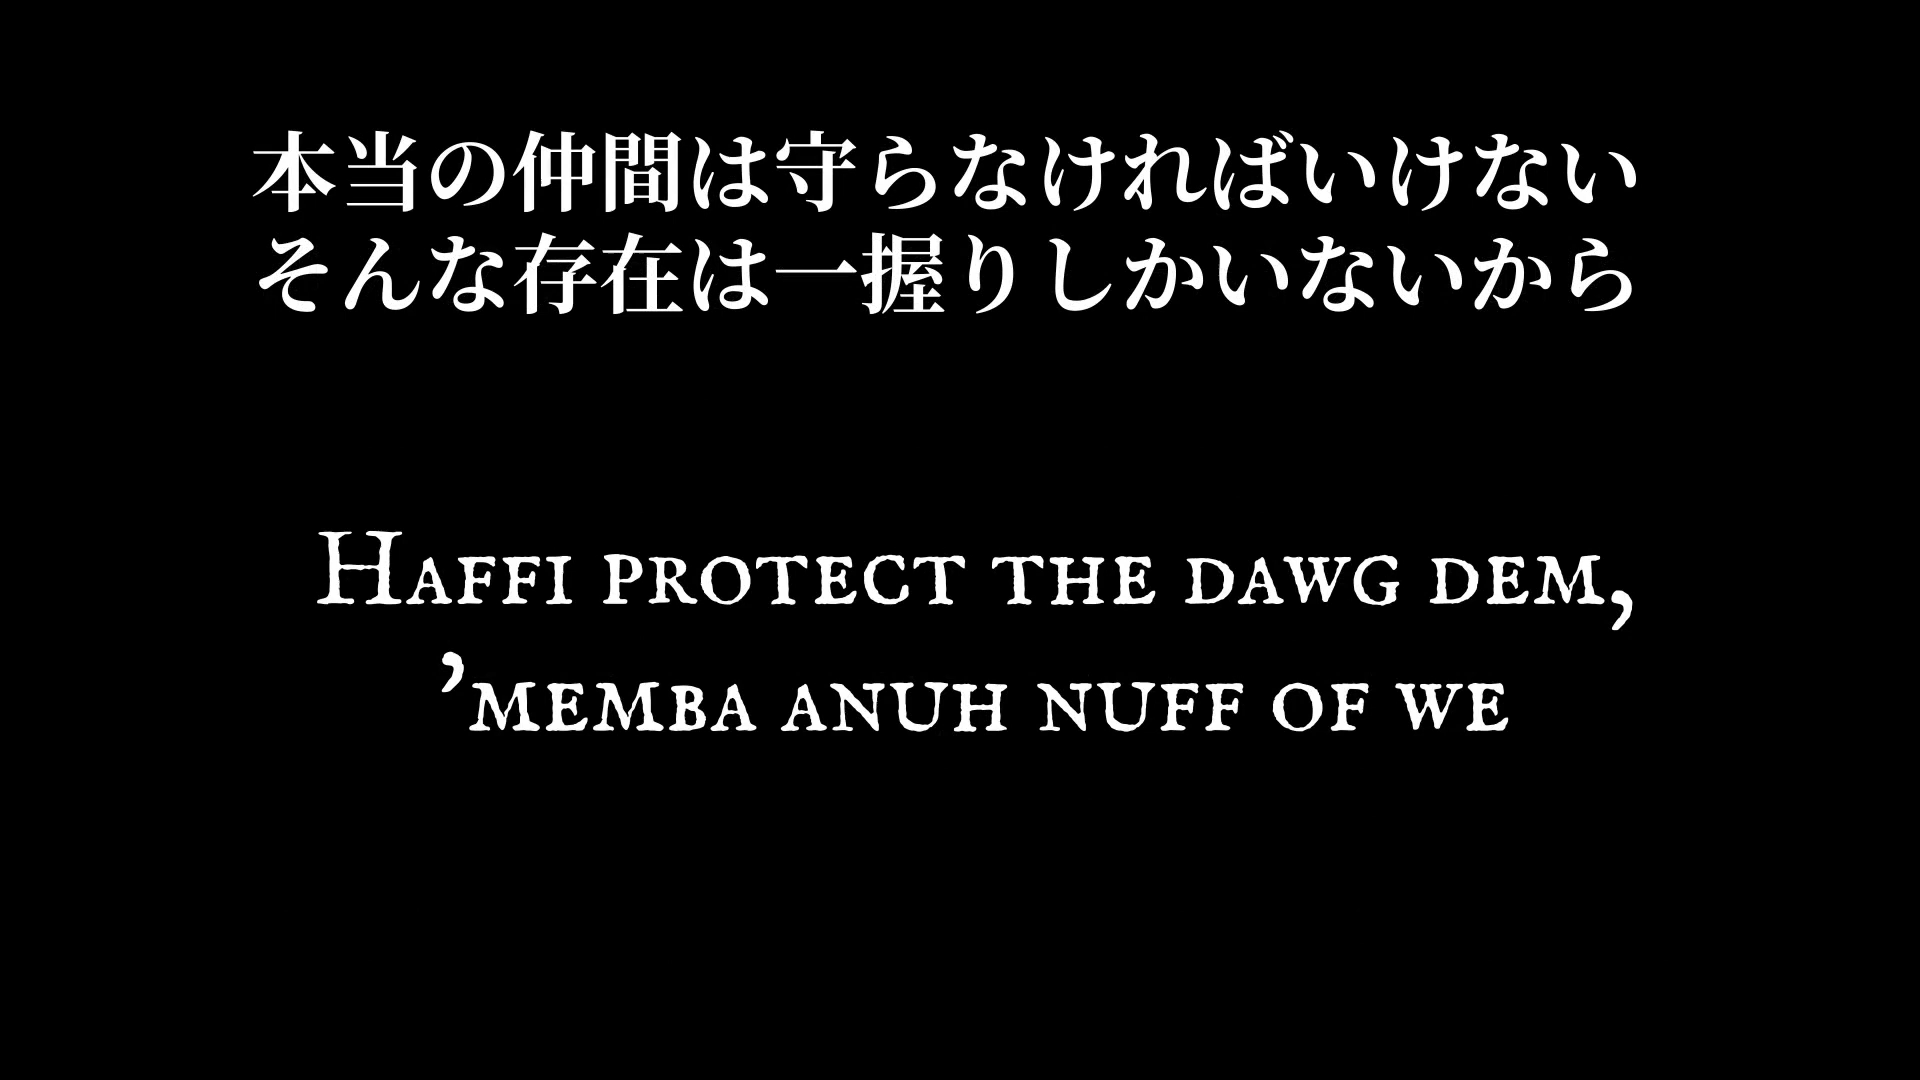 本当の仲間は守らなければいけない
そんな存在は一握りしかいないから
Haffi protect the dawg dem,
’memba anuh nuff of we